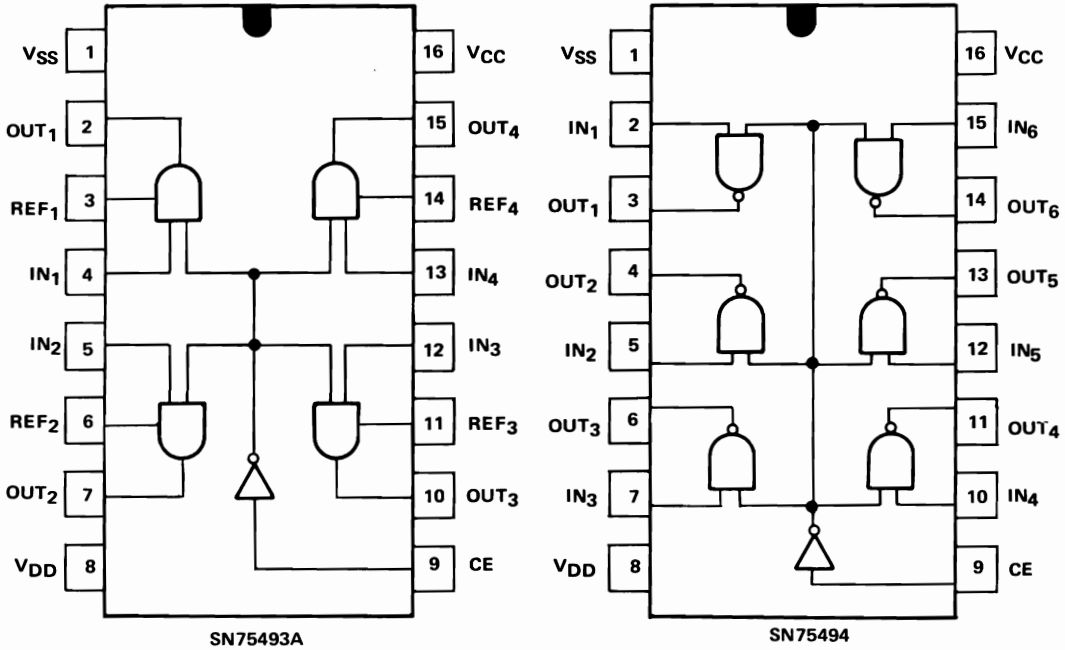 VSS 1 16 VCC
OUT1 2 15 OUT4
REF1 3 14 REF4
IN1 4 13 IN4
IN2 5 12 IN3
REF2 6 11 REF3
OUT2 7 10 OUT3
VDD 8 9 CE
SN75493A
VSS 1 16 VCC
IN1 2 15 IN6
OUT1 3 14 OUT6
OUT2 4 13 OUT5
IN2 5 12 IN5
OUT3 6 11 OUT4
IN3 7 10 IN4
VDD 8 9 CE
SN75494